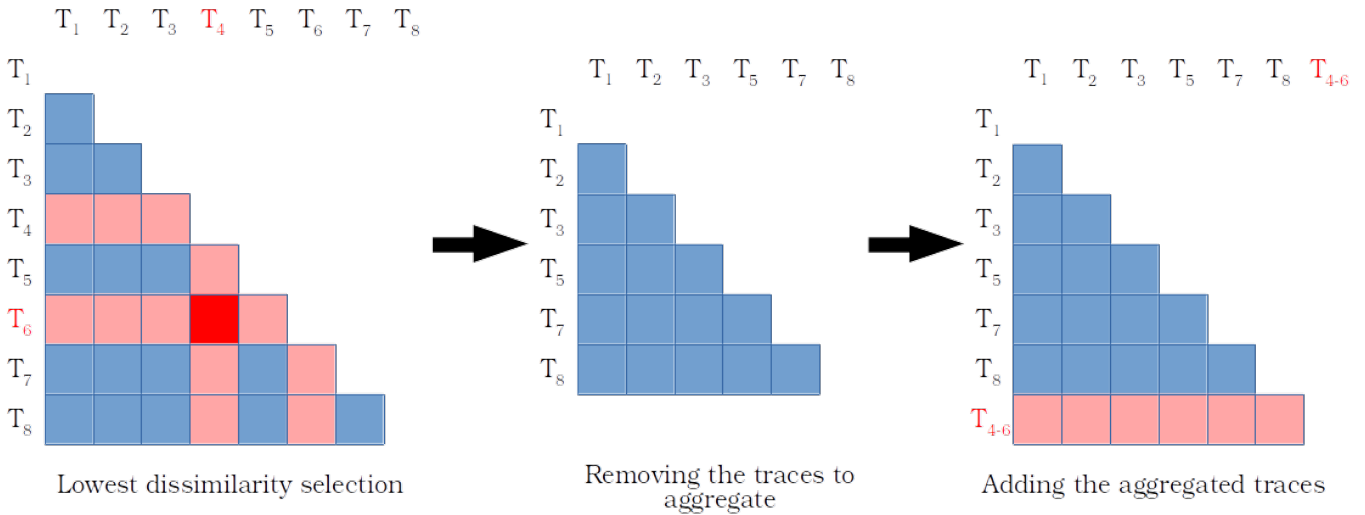 T1 T2 T3 T4 T5 T6 T7 T8
T1
T2
T3
T4
T5
T6
T7
T8
Lowest dissimilarity selection
T1 T2 T3 T5 T7 T8
T1
T2
T3
T5
T7
T8
Removing the traces to
aggregate
T1 T2 T3 T5 T7 T8 T4-6
T1
T2
T3
T5
T7
T8
T4-6
Adding the aggregated traces